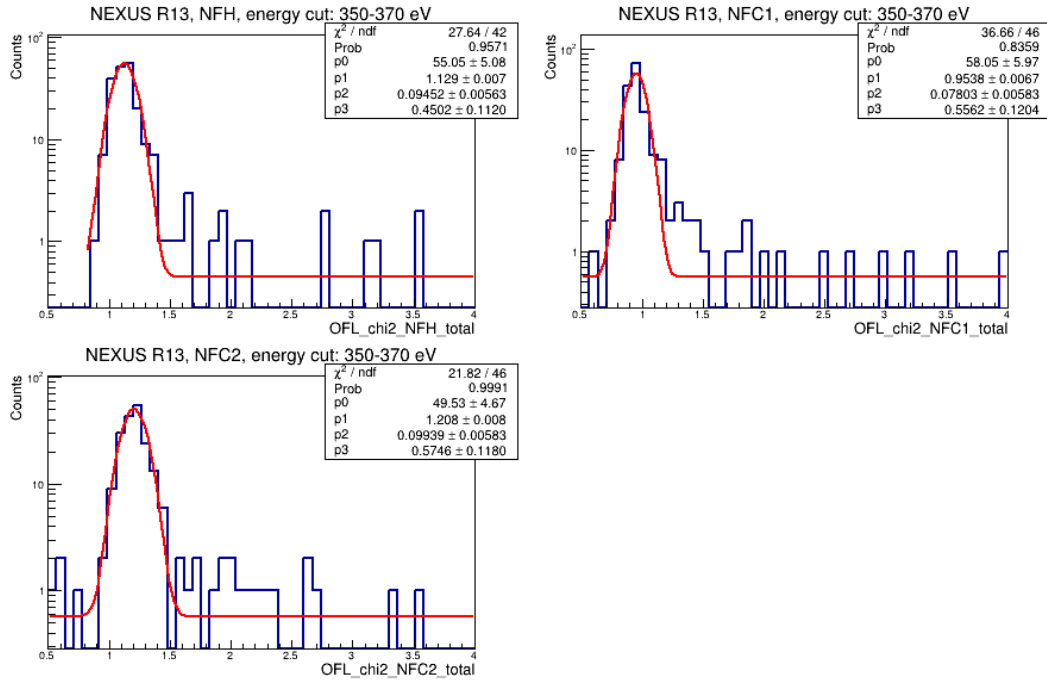 NEXUS R13, NFH, energy cut: 350-370 eV
Counts
χ² / ndf 27.64 / 42
Prob 0.9571
p0 55.05 ± 5.08
p1 1.129 ± 0.007
p2 0.09452 ± 0.00563
p3 0.4502 ± 0.1120
10²
10
1
0.5 1 1.5 2 2.5 3 3.5 4
OFL_chi2_NFH_total
NEXUS R13, NFC1, energy cut: 350-370 eV
Counts
χ² / ndf 36.66 / 46
Prob 0.8359
p0 58.05 ± 5.97
p1 0.9538 ± 0.0067
p2 0.07803 ± 0.00583
p3 0.5562 ± 0.1204
10²
10
1
0.5 1 1.5 2 2.5 3 3.5 4
OFL_chi2_NFC1_total
NEXUS R13, NFC2, energy cut: 350-370 eV
Counts
χ² / ndf 21.82 / 46
Prob 0.9991
p0 49.53 ± 4.67
p1 1.208 ± 0.008
p2 0.09939 ± 0.00583
p3 0.5746 ± 0.1180
10²
10
1
0.5 1 1.5 2 2.5 3 3.5 4
OFL_chi2_NFC2_total